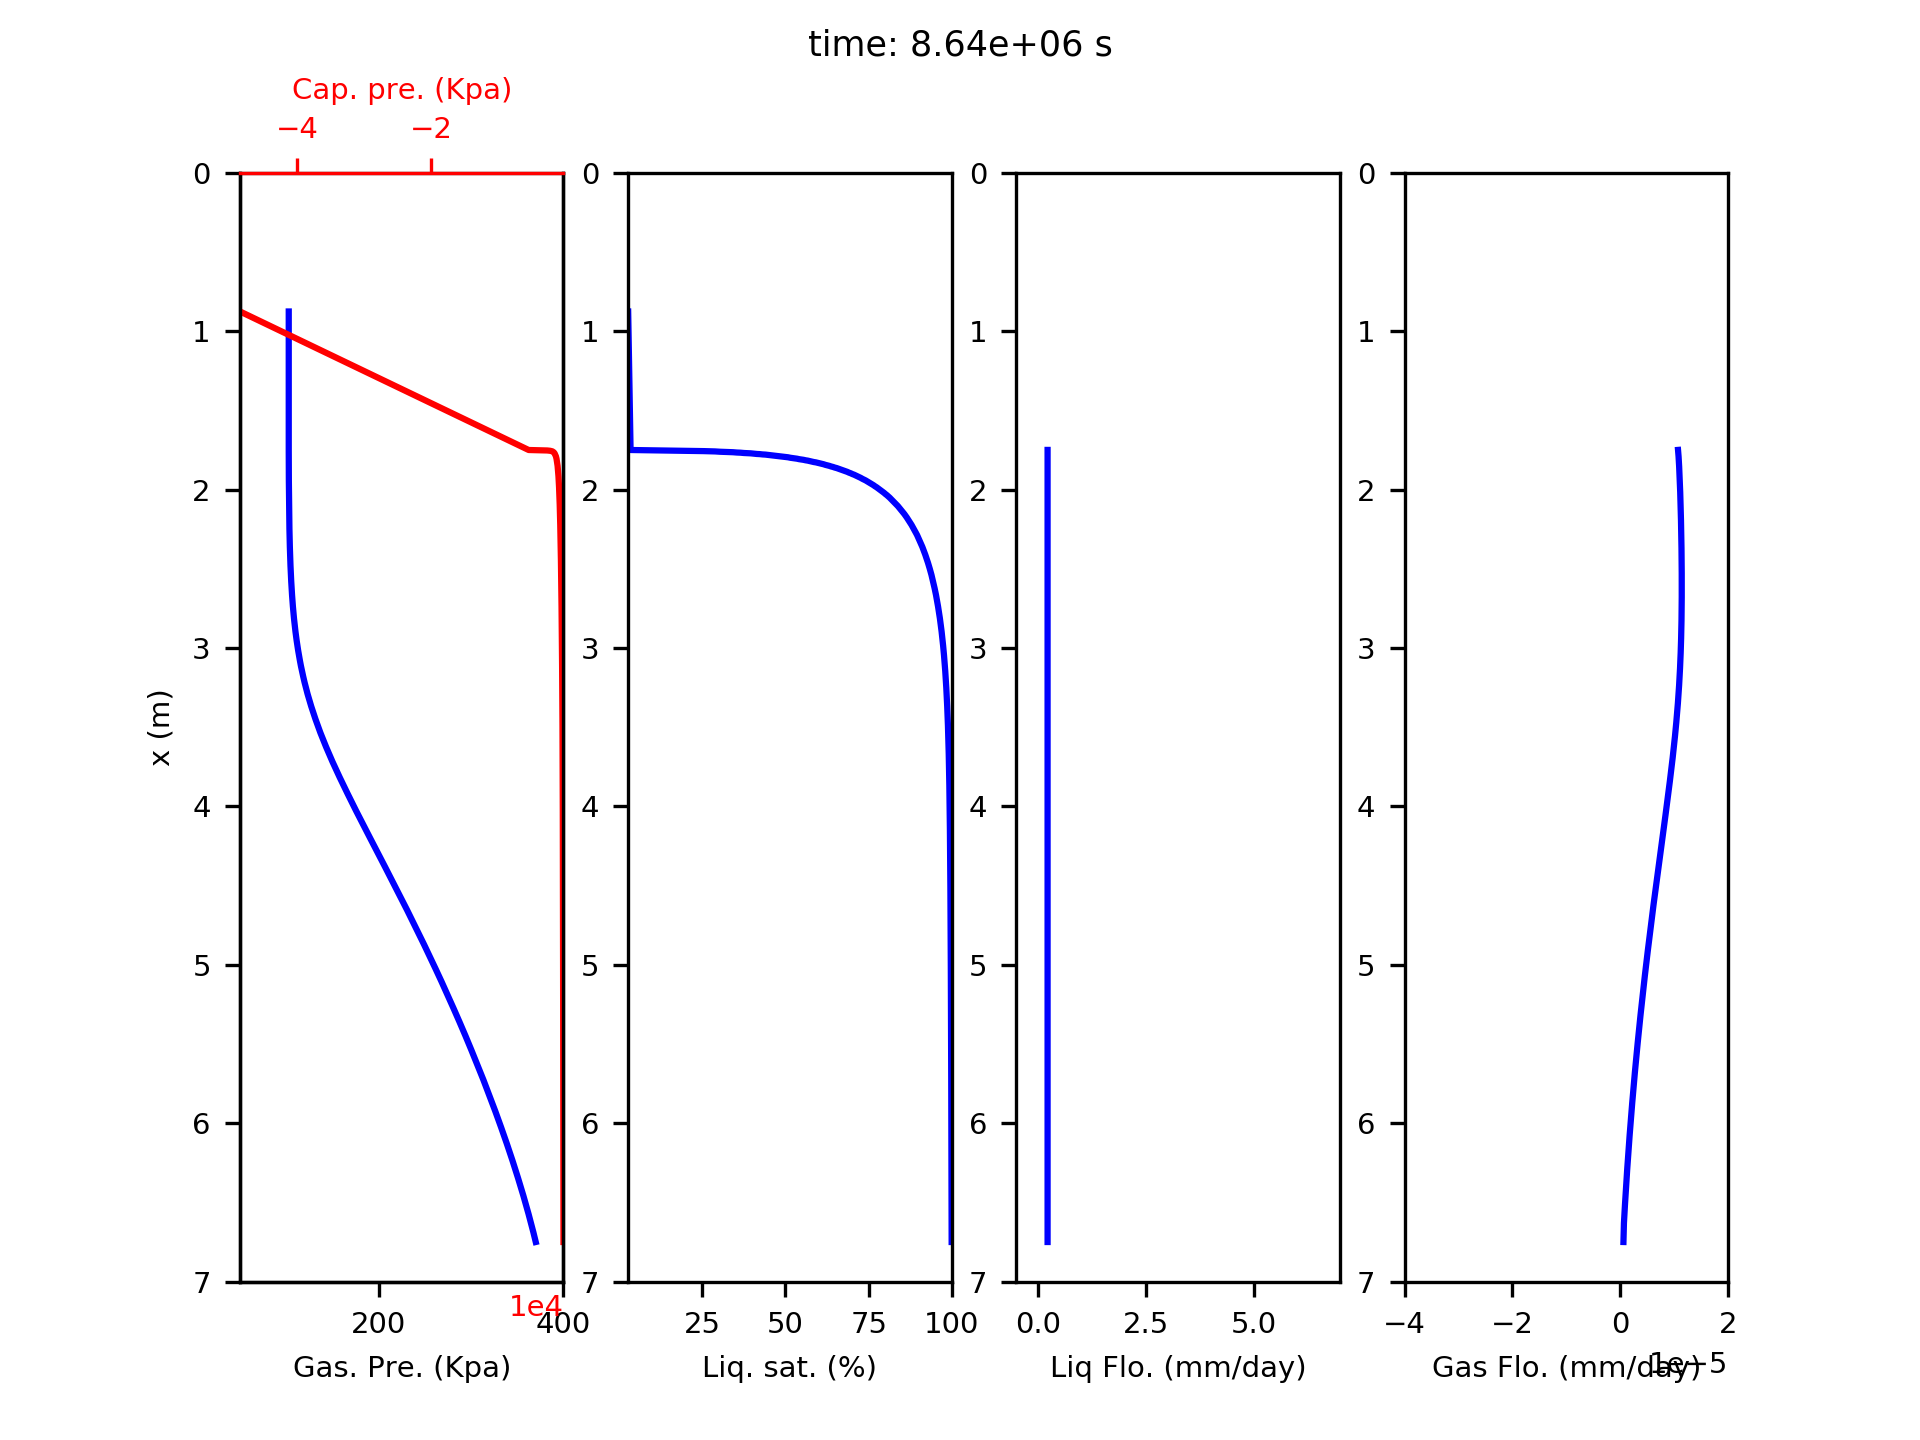 time: 8.64e+06 s
Cap. pre. (Kpa)
−4 −2
0 0 0 0
1 1 1 1
2 2 2 2
3 3 3 3
x (m)
4 4 4 4
5 5 5 5
6 6 6 6
7 7 7 7
1e4
200 400 25 50 75 100 0.0 2.5 5.0 −4 −2 0 2
Gas. Pre. (Kpa) Liq. sat. (%) Liq Flo. (mm/day) Gas Flo. (mm/day) 1e−5